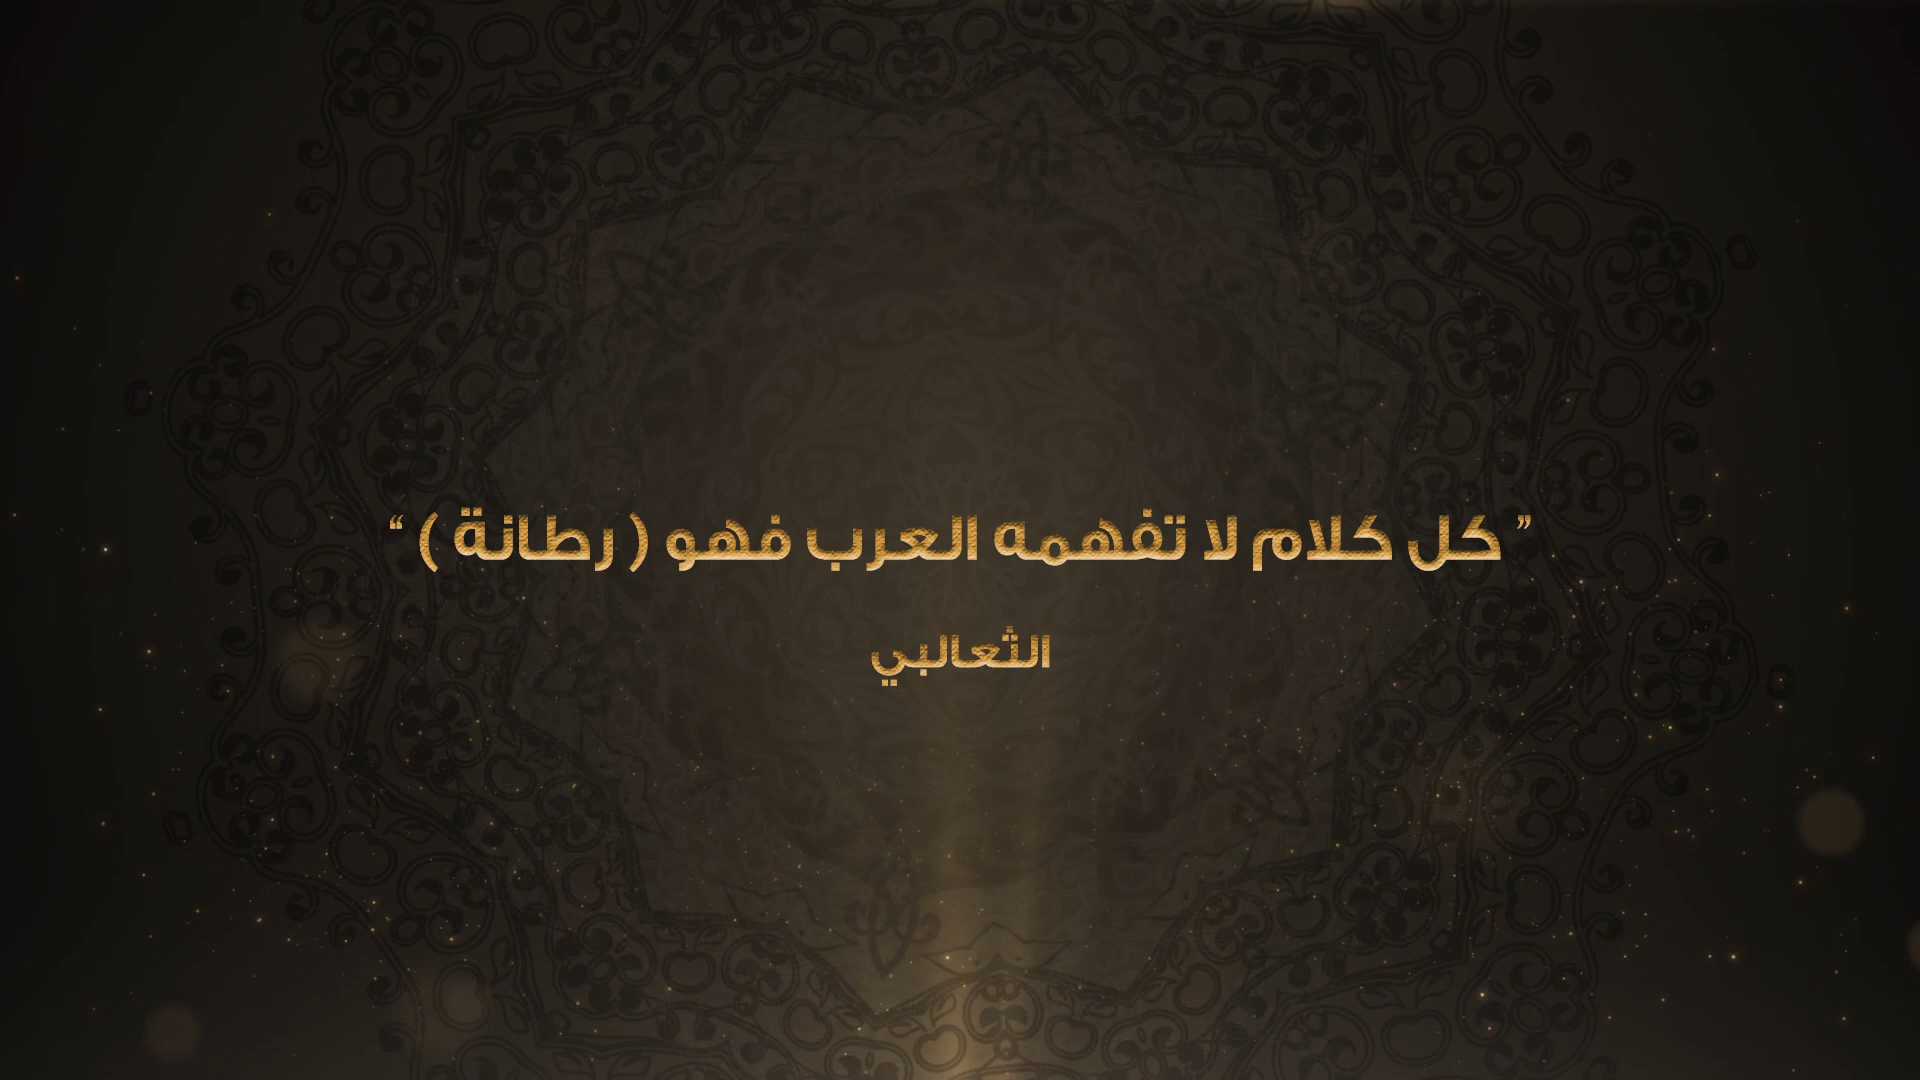 ” كل كلام لا تفهمه العرب فهو ( رطانة ) “
الثعالبي